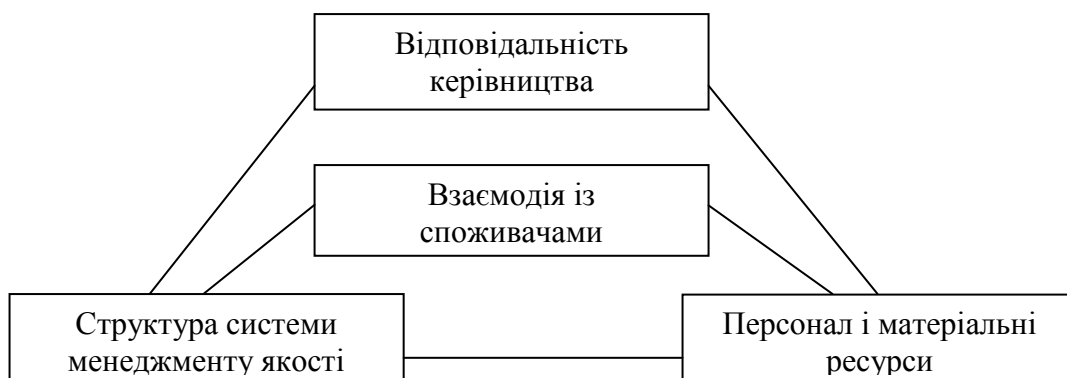 Відповідальність
керівництва
Взаємодія із
споживачами
Структура системи
менеджменту якості
Персонал і матеріальні
ресурси